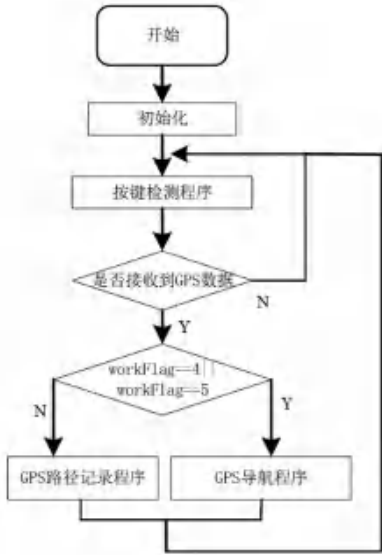 开始
初始化
按键检测程序
是否接收到GPS数据
N
Y
workFlag==4||
workFlag==5
N
Y
GPS路径记录程序
GPS导航程序